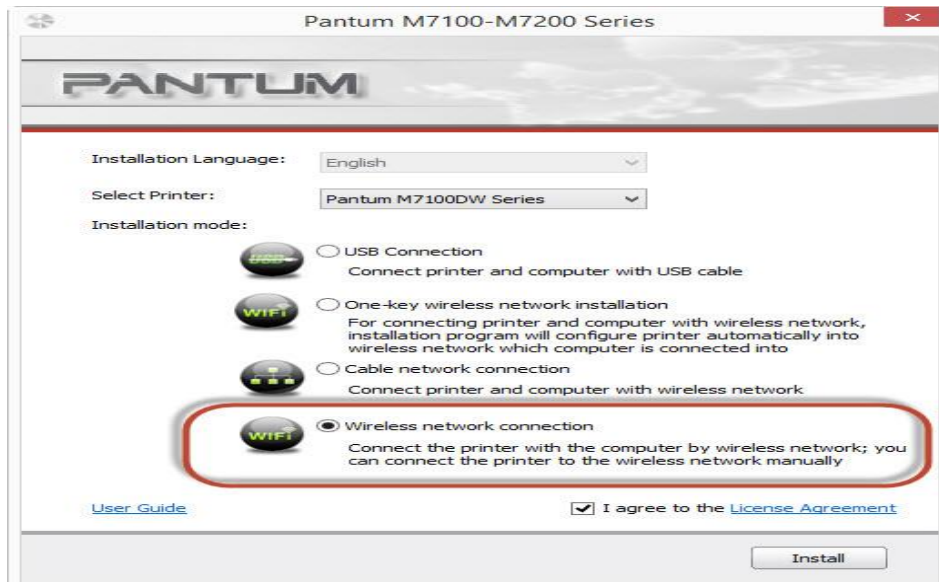 Pantum M7100-M7200 Series
PANTUM
Installation Language:
English
Select Printer:
Pantum M7100DW Series
Installation mode:
USB
USB Connection
Connect printer and computer with USB cable
WiFi
One-key wireless network installation
For connecting printer and computer with wireless network,
installation program will configure printer automatically into
wireless network which computer is connected into
Cable network connection
Connect printer and computer with wireless network
WiFi
Wireless network connection
Connect the printer with the computer by wireless network; you
can connect the printer to the wireless network manually
User Guide
I agree to the License Agreement
Install